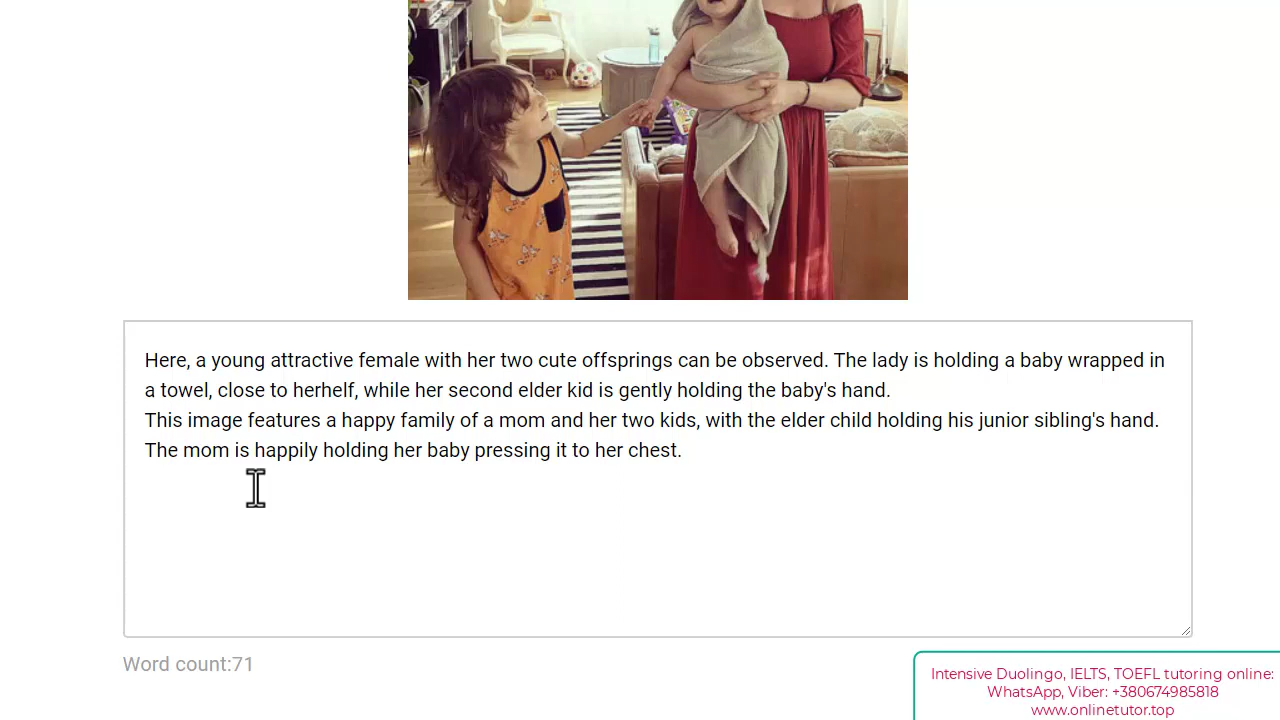 Here, a young attractive female with her two cute offsprings can be observed. The lady is holding a baby wrapped in
a towel, close to herhelf, while her second elder kid is gently holding the baby's hand.
This image features a happy family of a mom and her two kids, with the elder child holding his junior sibling's hand.
The mom is happily holding her baby pressing it to her chest.
Word count:71
Intensive Duolingo, IELTS, TOEFL tutoring online:
WhatsApp, Viber: +380674985818
www.onlinetutor.top